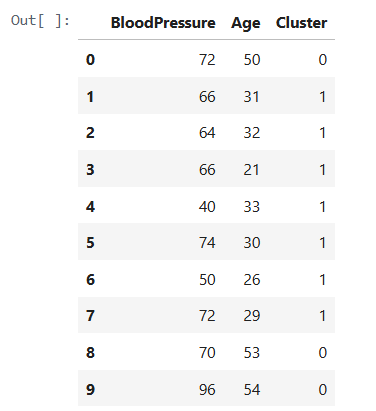 Out[ ]:
BloodPressure Age Cluster
0 72 50 0
1 66 31 1
2 64 32 1
3 66 21 1
4 40 33 1
5 74 30 1
6 50 26 1
7 72 29 1
8 70 53 0
9 96 54 0